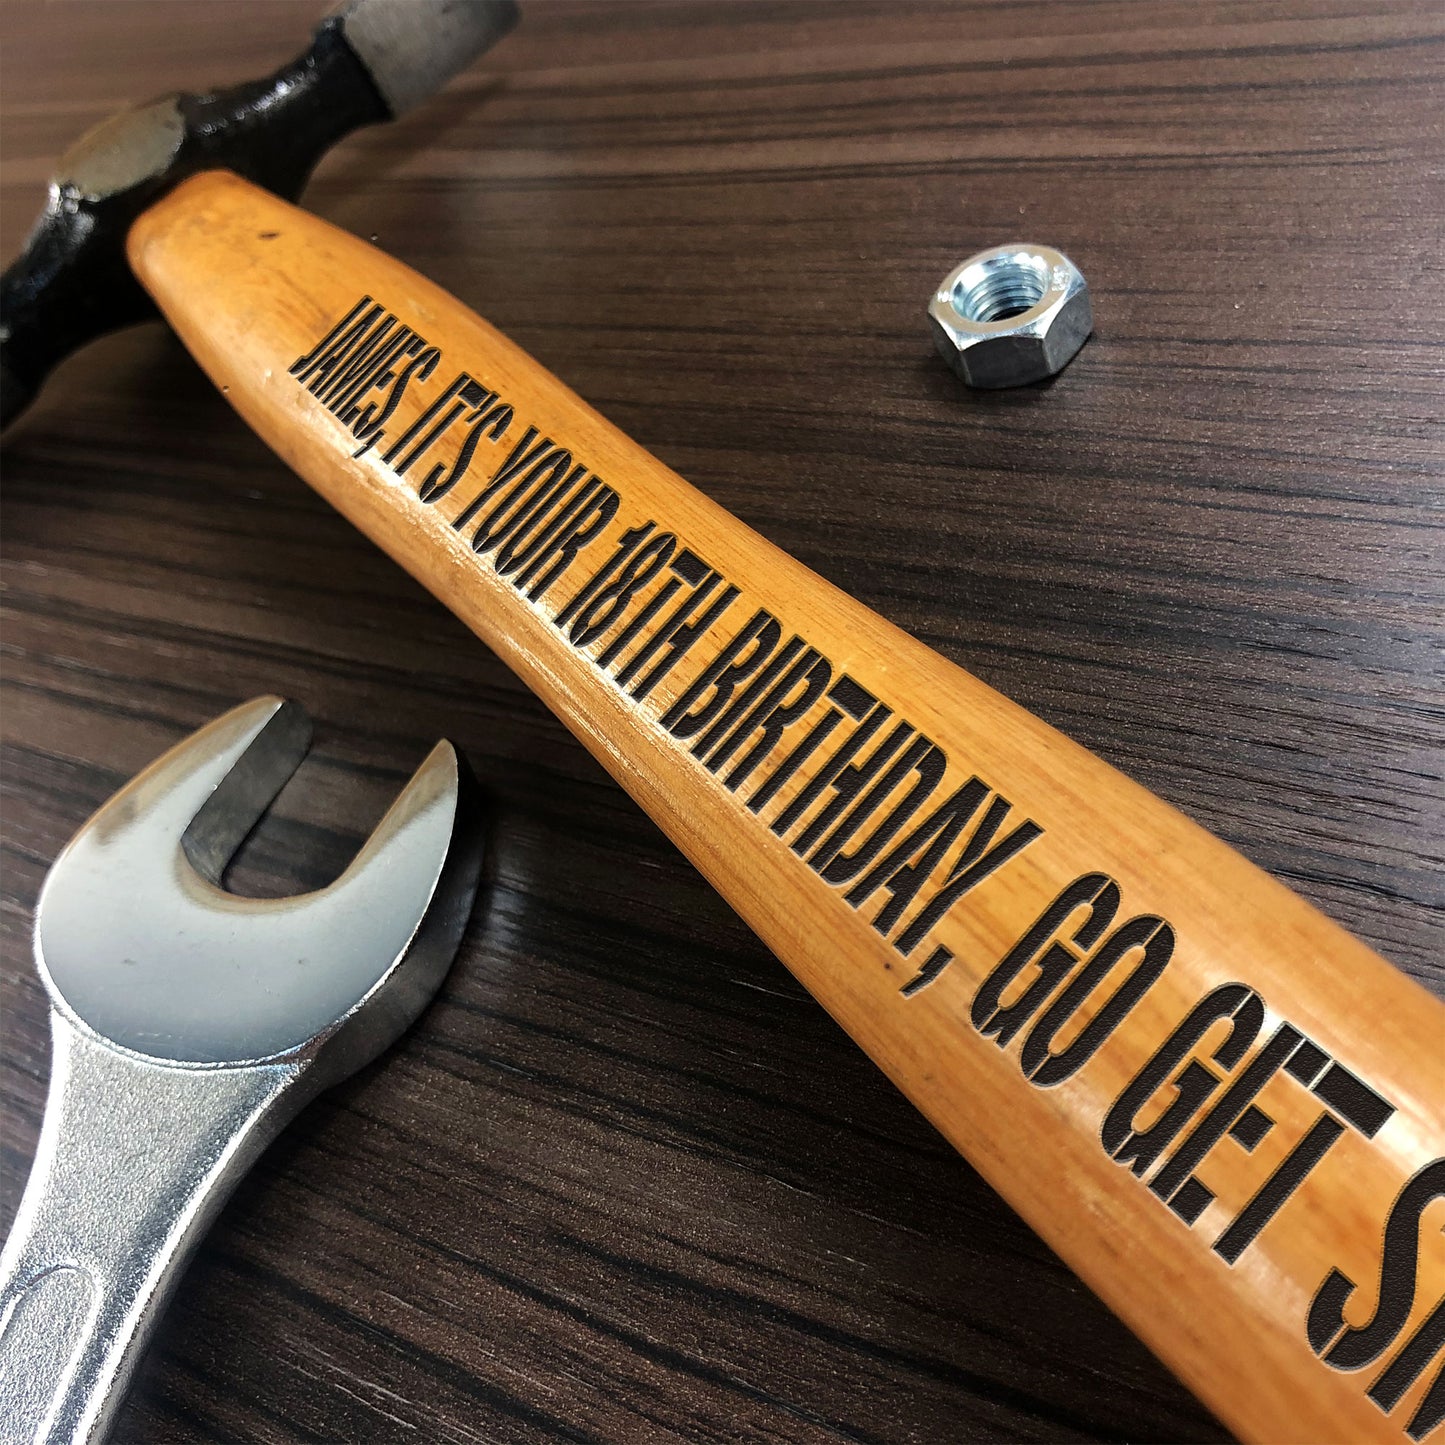 JAMES, IT'S YOUR 18TH BIRTHDAY, GO GET